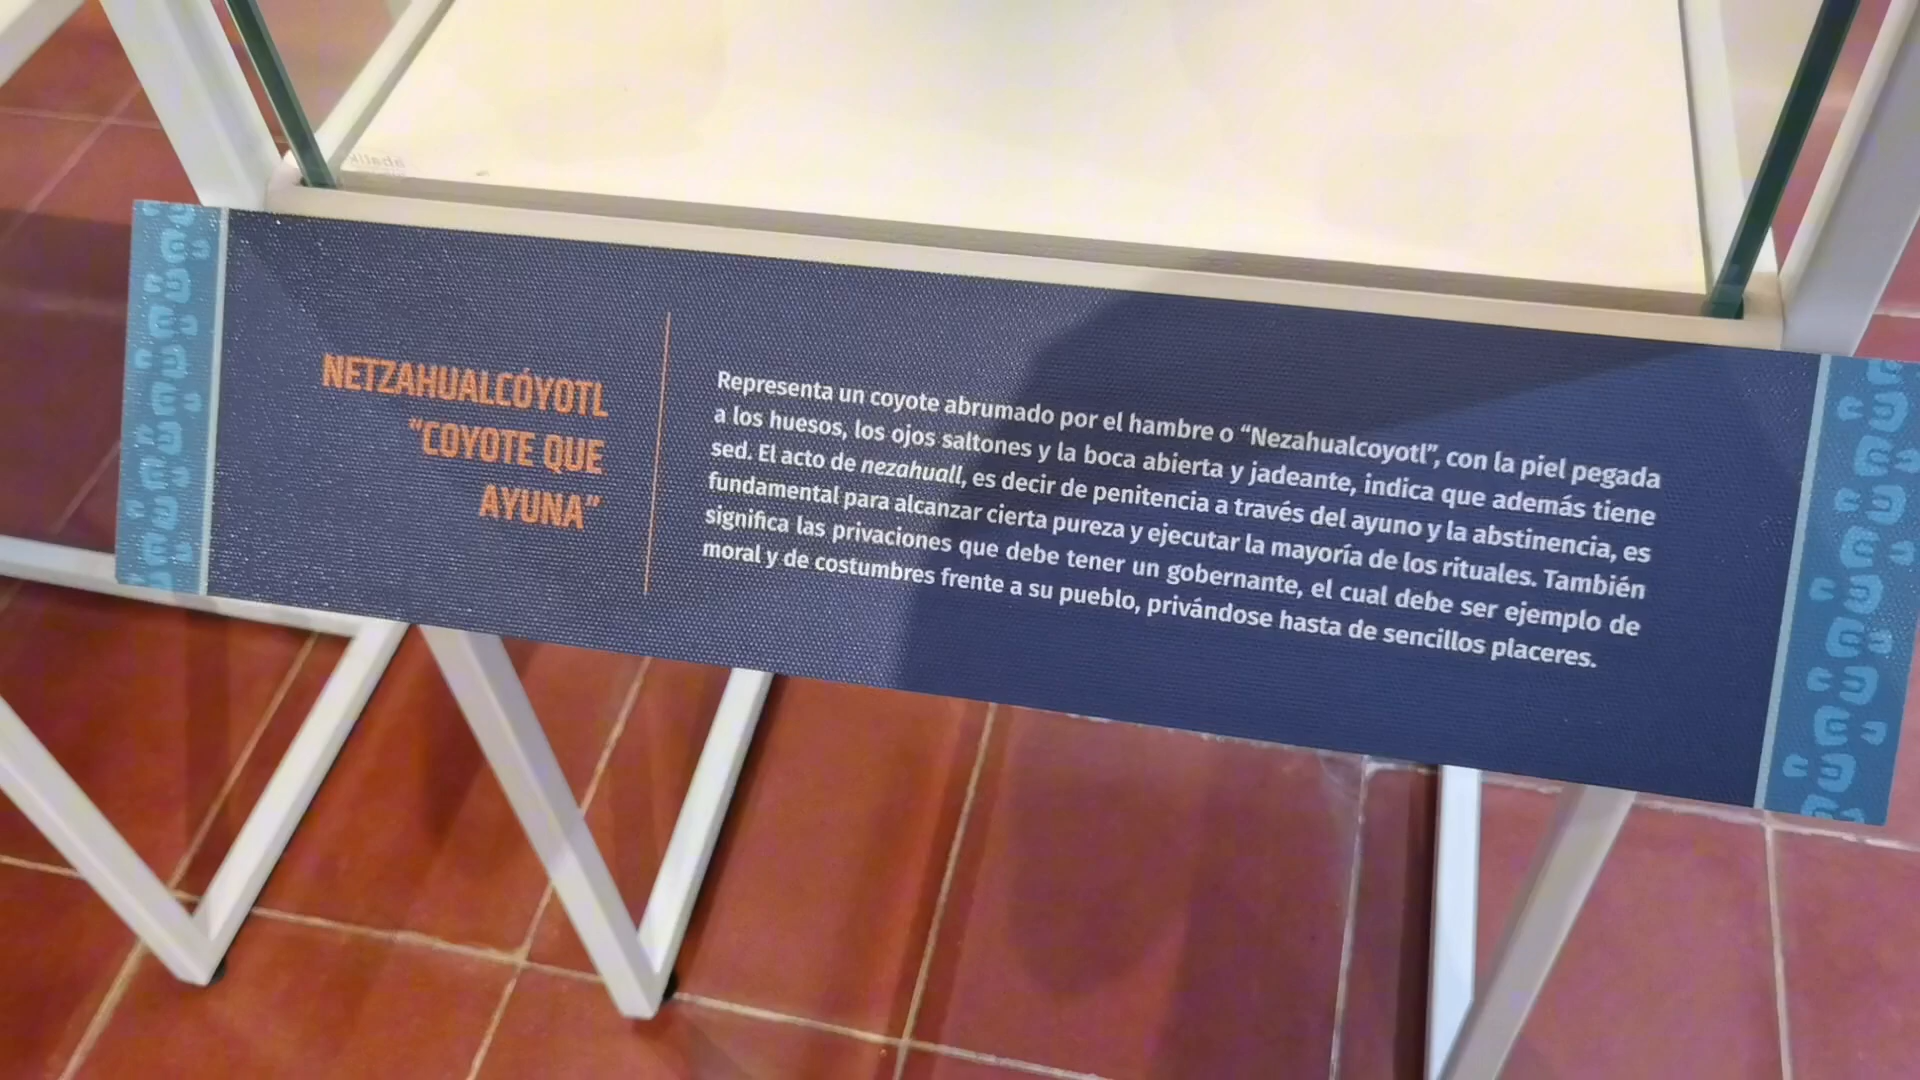 NETZAHUALCÓYOTL
"COYOTE QUE
AYUNA"
Representa un coyote abrumado por el hambre o "Nezahualcoyotl", con la piel pegada
a los huesos, los ojos saltones y la boca abierta y jadeante, indica que además tiene
sed. El acto de nezahuall, es decir de penitencia a través del ayuno y la abstinencia, es
fundamental para alcanzar cierta pureza y ejecutar la mayoría de los rituales. También
significa las privaciones que debe tener un gobernante, el cual debe ser ejemplo de
moral y de costumbres frente a su pueblo, privándose hasta de sencillos placeres.